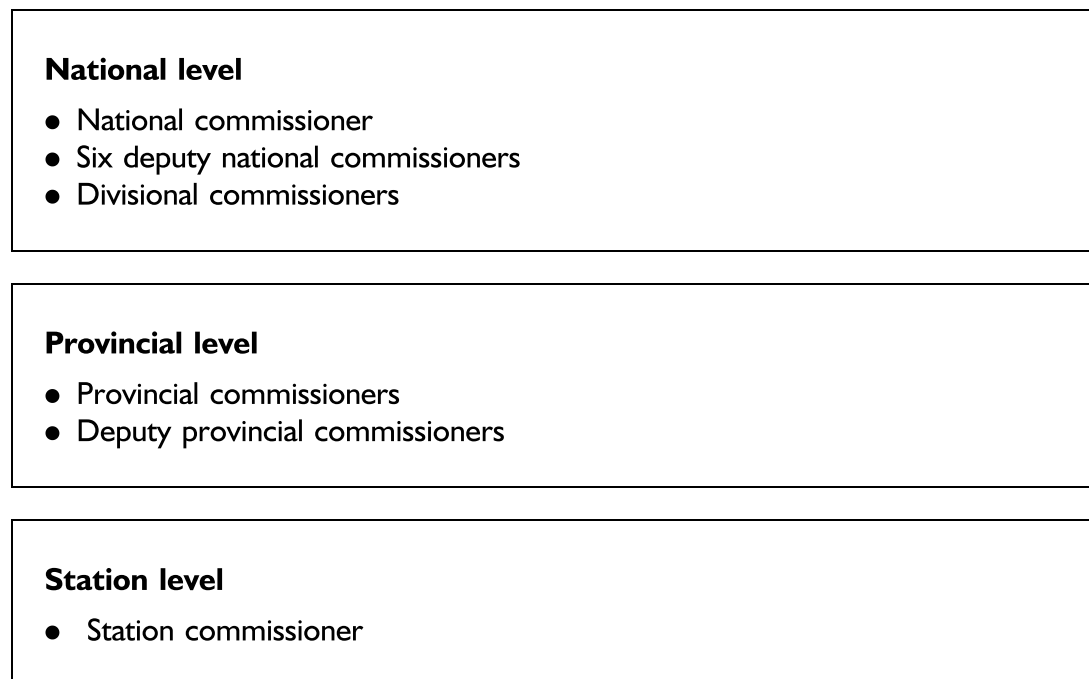 National level
● National commissioner
● Six deputy national commissioners
● Divisional commissioners
Provincial level
● Provincial commissioners
● Deputy provincial commissioners
Station level
● Station commissioner